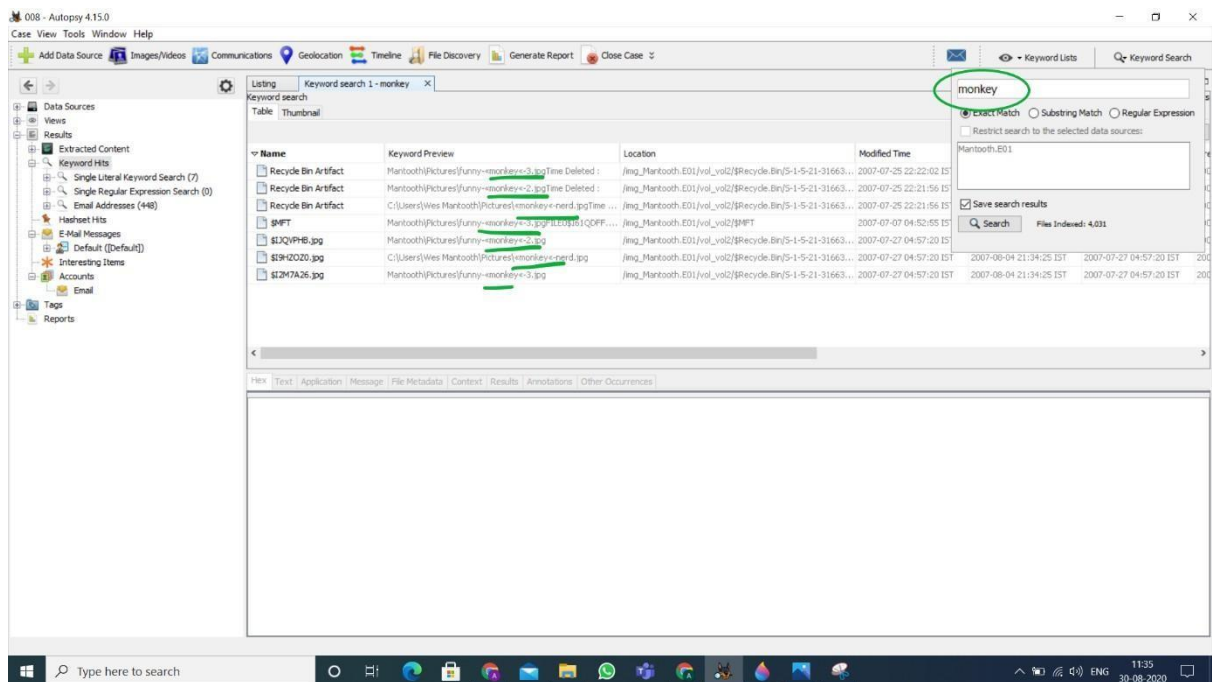 008 - Autopsy 4.15.0
Case View Tools Window Help
Add Data Source Images/Videos Communications Geolocation Timeline File Discovery Generate Report Close Case Keyword Lists Keyword Search
Listing Keyword search 1 - monkey
Keyword search
Table Thumbnail
Data Sources
Views
Results
Extracted Content
Keyword Hits
Single Literal Keyword Search (7)
Single Regular Expression Search (0)
Email Addresses (448)
Hashset Hits
E-Mail Messages
Default ([Default])
Interesting Items
Accounts
Email
Tags
Reports
monkey
Exact Match Substring Match Regular Expression
Restrict search to the selected data sources:
Mantooth.E01
Save search results
Search Files Indexed: 4,031
Name Keyword Preview Location Modified Time
Recycle Bin Artifact Mantooth\Pictures\funny-«monkey«-3.jpgTime Deleted : /img_Mantooth.E01/vol_vol2/$Recycle.Bin/S-1-5-21-31663... 2007-07-25 22:22:02 IST
Recycle Bin Artifact Mantooth\Pictures\funny-«monkey«-2.jpgTime Deleted : /img_Mantooth.E01/vol_vol2/$Recycle.Bin/S-1-5-21-31663... 2007-07-25 22:21:56 IST
Recycle Bin Artifact C:\Users\Wes Mantooth\Pictures\«monkey«-nerd.jpgTime ... /img_Mantooth.E01/vol_vol2/$Recycle.Bin/S-1-5-21-31663... 2007-07-25 22:21:56 IST
$MFT /img_Mantooth.E01/vol_vol2/$MFT 2007-07-07 04:52:55 IST
$IJQVPHB.jpg Mantooth\Pictures\funny-«monkey«-2.jpg /img_Mantooth.E01/vol_vol2/$Recycle.Bin/S-1-5-21-31663... 2007-07-27 04:57:20 IST
$I9HZOZ0.jpg C:\Users\Wes Mantooth\Pictures\«monkey«-nerd.jpg /img_Mantooth.E01/vol_vol2/$Recycle.Bin/S-1-5-21-31663... 2007-07-27 04:57:20 IST 2007-08-04 21:34:25 IST 2007-07-27 04:57:20 IST
$I2M7A26.jpg Mantooth\Pictures\funny-«monkey«-3.jpg /img_Mantooth.E01/vol_vol2/$Recycle.Bin/S-1-5-21-31663... 2007-07-27 04:57:20 IST 2007-08-04 21:34:25 IST 2007-07-27 04:57:20 IST
Hex Text Application Message File Metadata Context Results Annotations Other Occurrences
Type here to search
ENG 11:35
30-08-2020